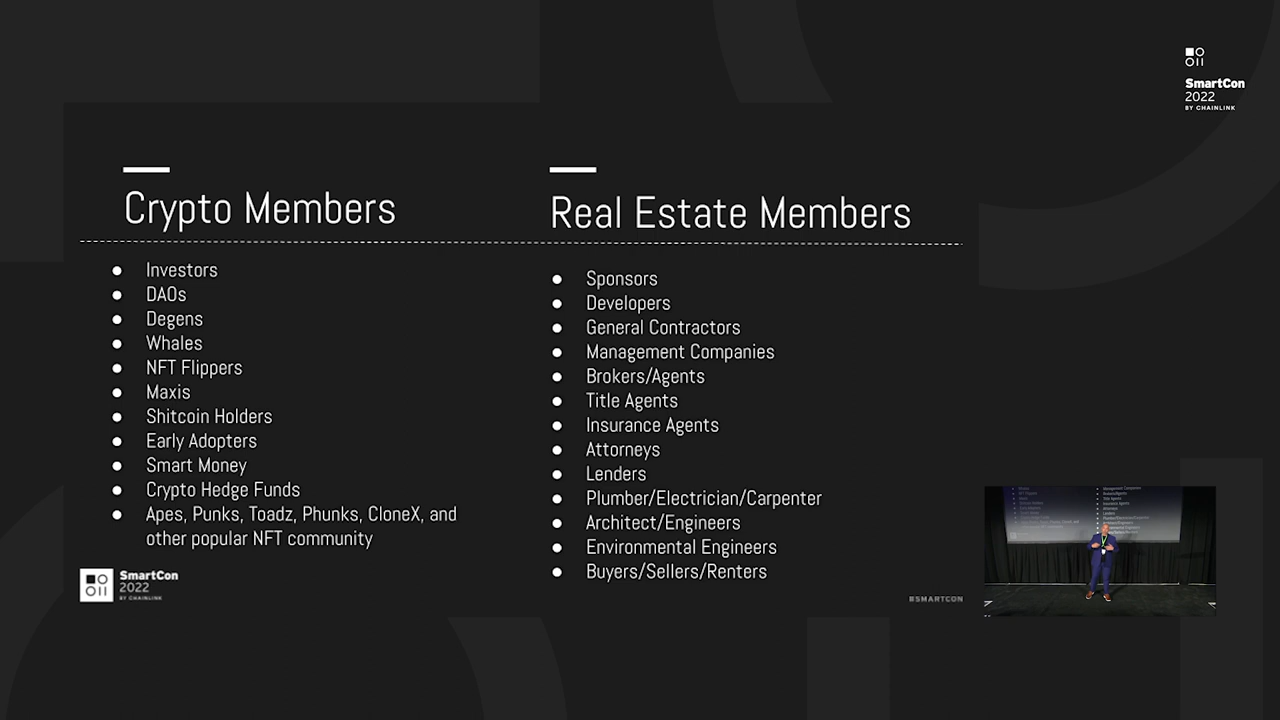 SmartCon
2022
BY CHAINLINK
Crypto Members
Investors
DAOs
Degens
Whales
NFT Flippers
Maxis
Shitcoin Holders
Early Adopters
Smart Money
Crypto Hedge Funds
Apes, Punks, Toadz, Phunks, CloneX, and
other popular NFT community
Real Estate Members
Sponsors
Developers
General Contractors
Management Companies
Brokers/Agents
Title Agents
Insurance Agents
Attorneys
Lenders
Plumber/Electrician/Carpenter
Architect/Engineers
Environmental Engineers
Buyers/Sellers/Renters
SmartCon
2022
BY CHAINLINK
#SMARTCON